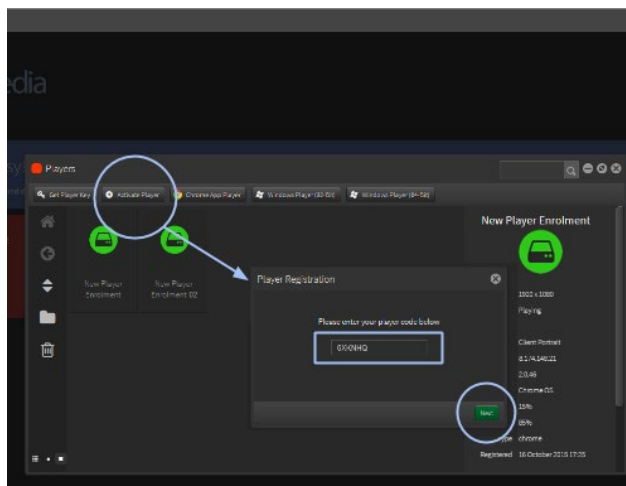 edia
Players
Get Player Key
Activate Player
Chrome App Player
Windows Player (32-Bit)
Windows Player (64-Bit)
New Player Enrolment
New Player
Enrolment
New Player
Enrolment 02
Player Registration
1920 x 1080
Playing
Please enter your player code below
Client Portrait
2.0.46
Chrome OS
15%
Next
85%
type chrome
Registered 16 October 2015 17:25